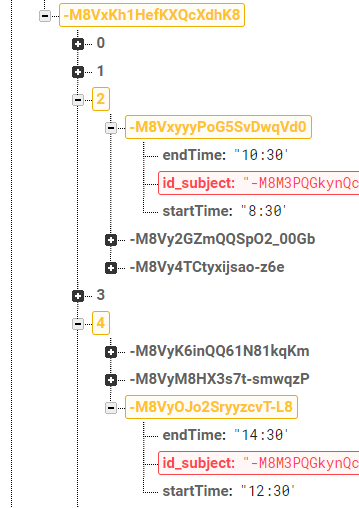 -M8VxKh1HefKXQcXdhK8
0
1
2
-M8VxyyyPoG5SvDwqVd0
endTime: "10:30"
id_subject: "-M8M3PQGkynQc
startTime: "8:30"
-M8Vy2GZmQQSpO2_00Gb
-M8Vy4TCtyxijsao-z6e
3
4
-M8VyK6inQQ61N81kqKm
-M8VyM8HX3s7t-smwqzP
-M8VyOJo2SryyzcvT-L8
endTime: "14:30"
id_subject: "-M8M3PQGkynQc
startTime: "12:30"